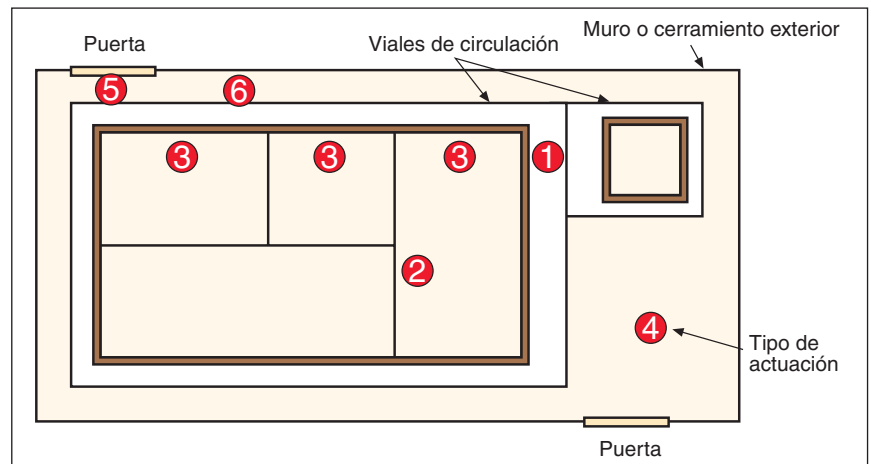 Muro o cerramiento exterior
Puerta
Viales de circulación
5
6
3
3
3
1
2
4
Tipo de
actuación
Puerta